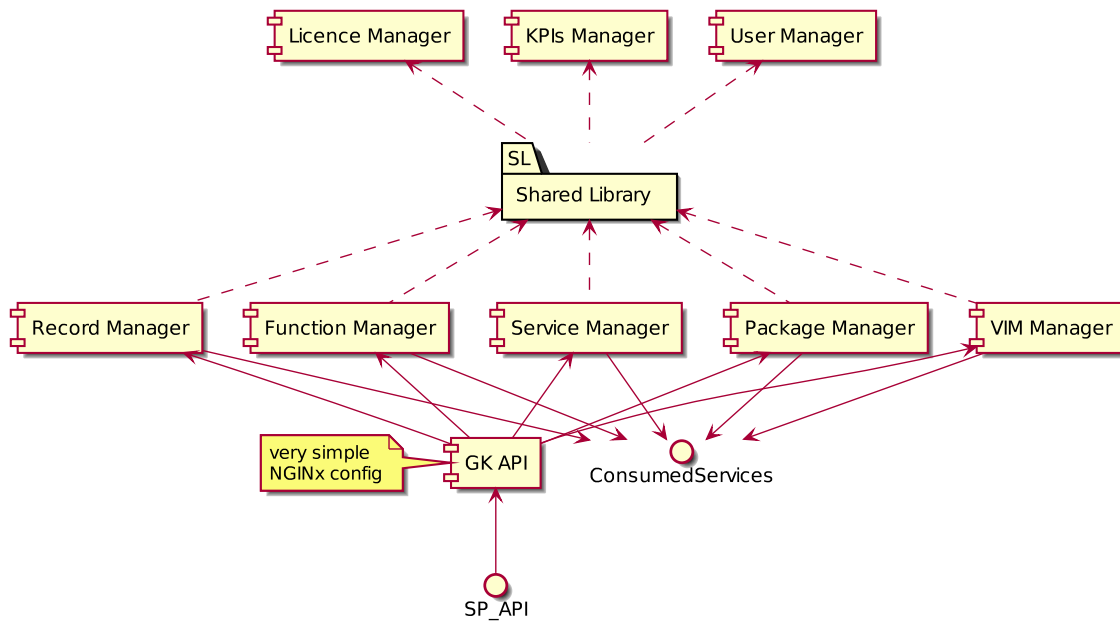 Licence Manager
KPIs Manager
User Manager
SL
Shared Library
Record Manager
Function Manager
Service Manager
Package Manager
VIM Manager
very simple
NGINx config
GK API
ConsumedServices
SP_API